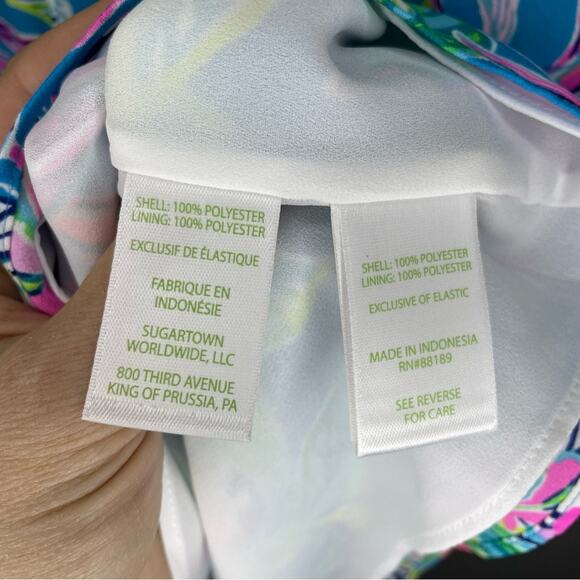 SHELL: 100% POLYESTER
LINING: 100% POLYESTER
EXCLUSIF DE ÉLASTIQUE
FABRIQUE EN
INDONÉSIE
SUGARTOWN
WORLDWIDE, LLC
800 THIRD AVENUE
KING OF PRUSSIA, PA
SHELL: 100% POLYESTER
LINING: 100% POLYESTER
EXCLUSIVE OF ELASTIC
MADE IN INDONESIA
RN#88189
SEE REVERSE
FOR CARE